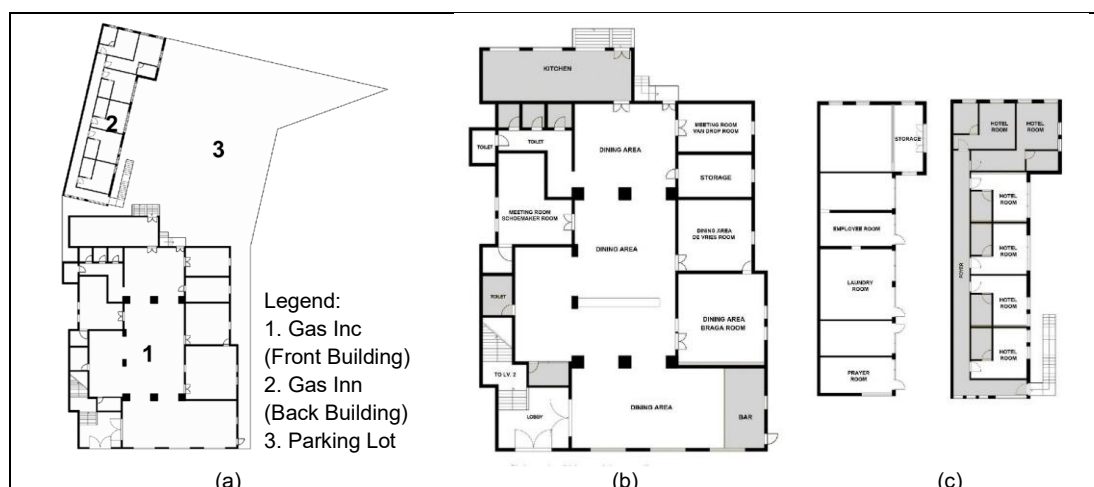 2
3
1
Legend:
1. Gas Inc
(Front Building)
2. Gas Inn
(Back Building)
3. Parking Lot
(a)
KITCHEN
TOILET
TOILET
DINING AREA
MEETING ROOM
VAN DROP ROOM
STORAGE
MEETING ROOM
SCHOEMAKER ROOM
DINING AREA
DINING AREA
DE VRIES ROOM
TOILET
DINING AREA
BRAGA ROOM
TO LV. 2
LOBBY
DINING AREA
BAR
(b)
STORAGE
EMPLOYEE ROOM
LAUNDRY
ROOM
PRAYER
ROOM
HOTEL
ROOM
HOTEL
ROOM
HOTEL
ROOM
HOTEL
ROOM
FOYER
HOTEL
ROOM
HOTEL
ROOM
(c)